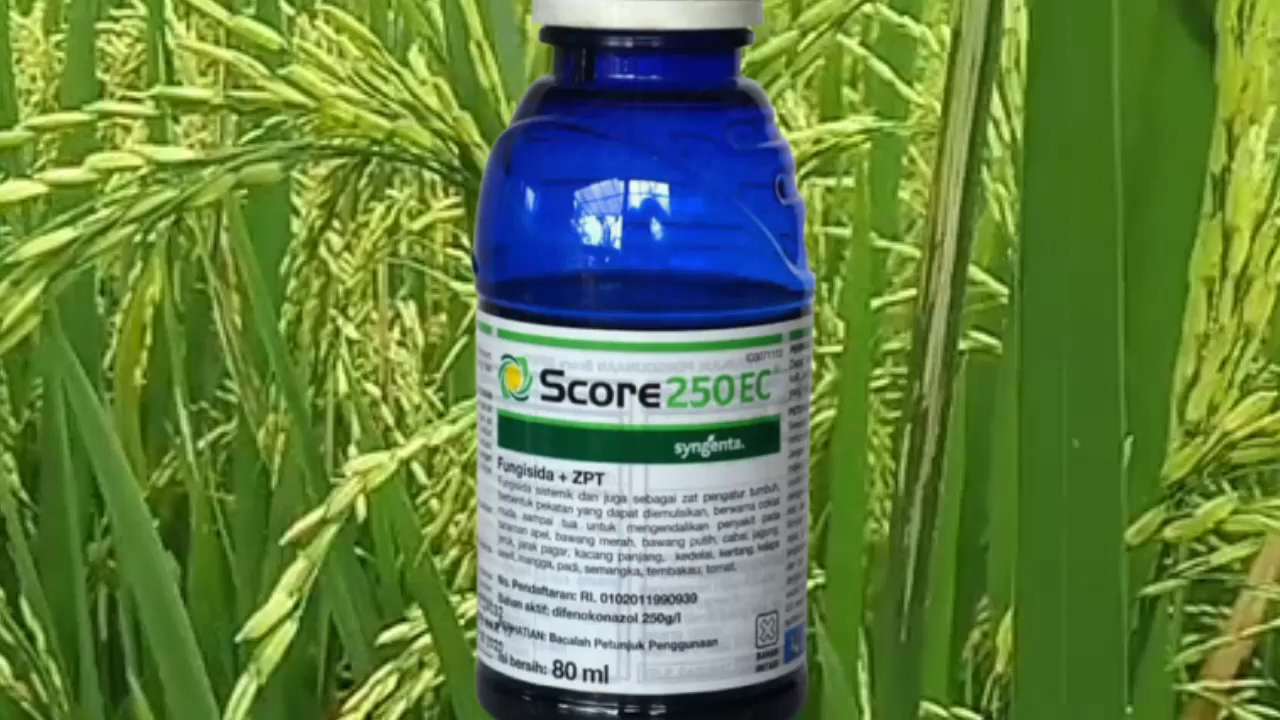 Score 250 EC
syngenta.
Fungisida + ZPT
Fungisida sistemik dan juga sebagai zat pengatur tumbuh,
berbentuk pekatan yang dapat diemulsikan, berwarna coklat
muda sampai tua untuk mengendalikan penyakit pada
tanaman apel, bawang merah, bawang putih, cabai, jagung,
jeruk, jarak pagar, kacang panjang, kedelai, kentang, kelapa
sawit, mangga, padi, semangka, tembakau, tomat.
No. Pendaftaran: RI. 0102011990939
Bahan aktif: difenokonazol 250g/l
PERHATIAN: Bacalah Petunjuk Penggunaan
Isi bersih: 80 ml